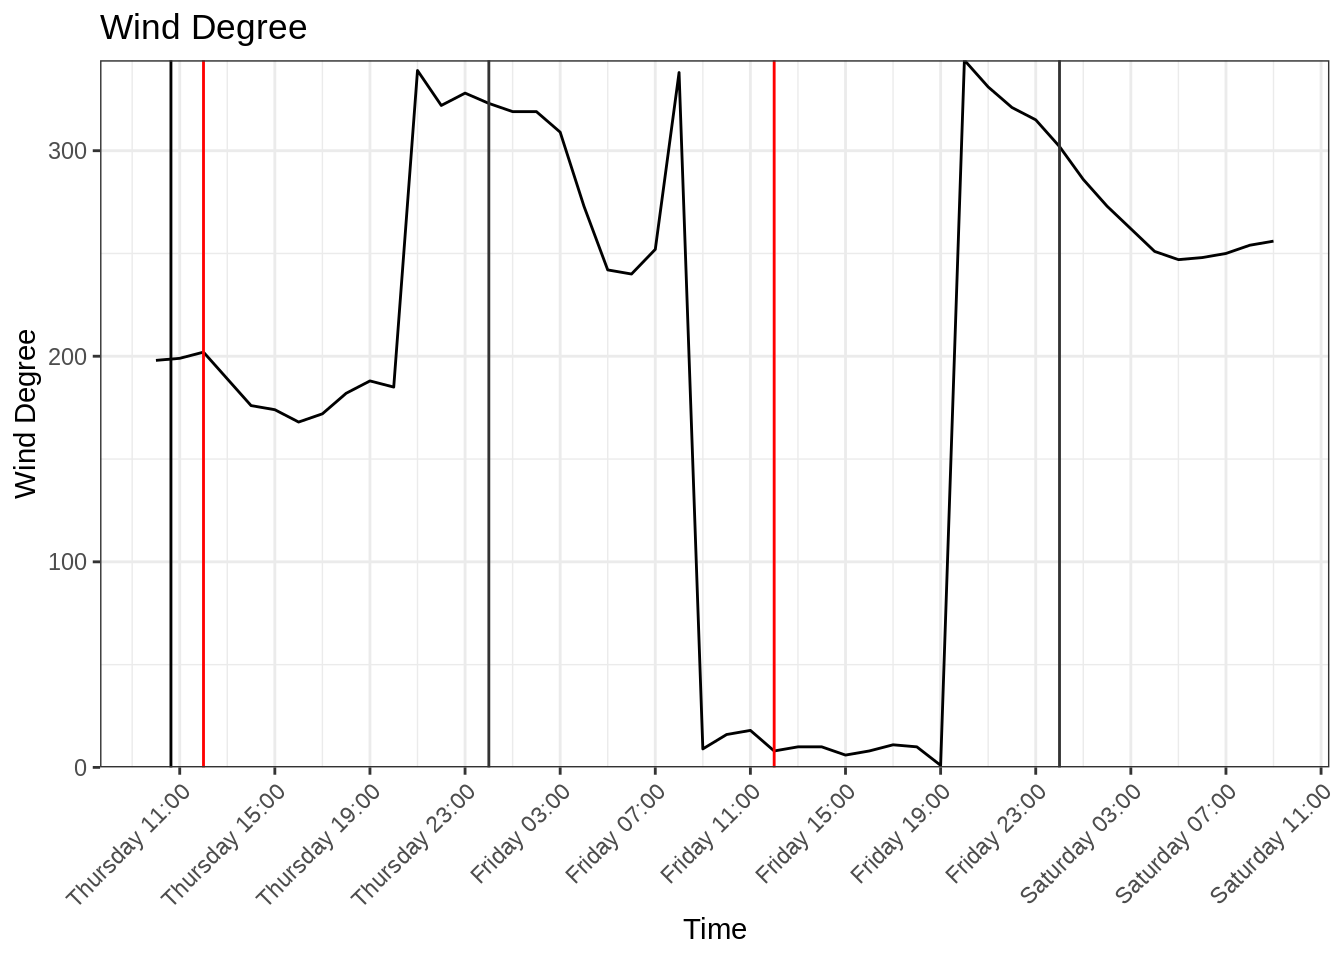 Wind Degree
Wind Degree
300
200
100
0
Thursday 11:00
Thursday 15:00
Thursday 19:00
Thursday 23:00
Friday 03:00
Friday 07:00
Friday 11:00
Friday 15:00
Friday 19:00
Friday 23:00
Saturday 03:00
Saturday 07:00
Saturday 11:00
Time